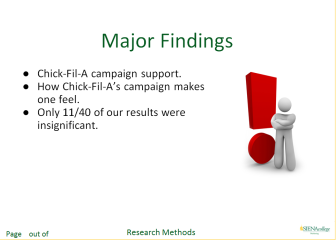 Major Findings
● Chick-Fil-A campaign support.
● How Chick-Fil-A's campaign makes
one feel.
● Only 11/40 of our results were
insignificant.
Page out of
Research Methods
SIENAcollege